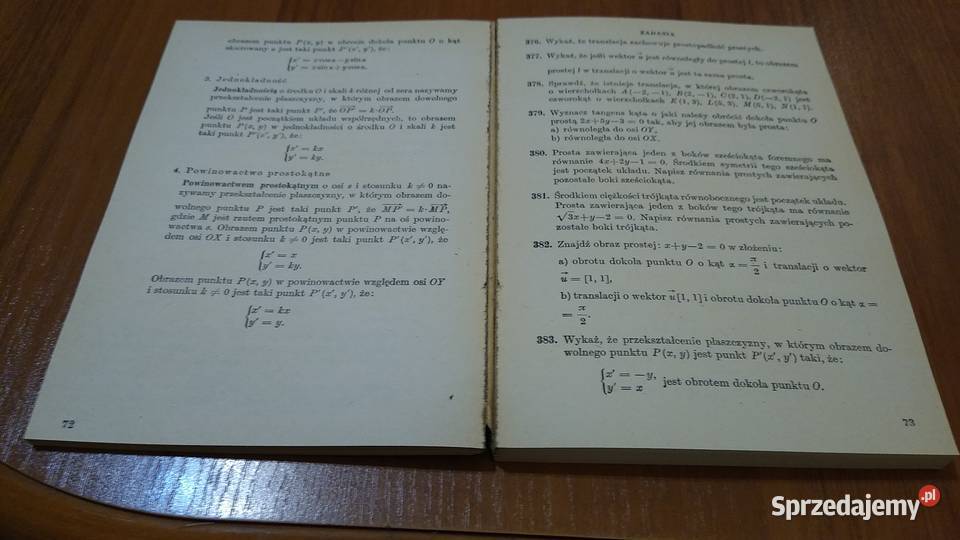 obrazem punktu P(x, y) w obrocie dokoła punktu O o kąt
skierowany α jest taki punkt P'(x', y'), że:
{x' = xcosα − ysinα
{y' = xsinα + ycosα.
3. Jednokładność
Jednokładnością o środku O i skali k różnej od zera nazywamy
przekształcenie płaszczyzny, w którym obrazem dowolnego
punktu P jest taki punkt P', że OP' = k·OP.
Jeśli O jest początkiem układu współrzędnych, to obrazem
punktu P(x, y) w jednokładności o środku O i skali k jest
taki punkt P'(x', y'), że:
{x' = kx
{y' = ky.
4. Powinowactwo prostokątne
Powinowactwem prostokątnym o osi s i stosunku k ≠ 0 na-
zywamy przekształcenie płaszczyzny, w którym obrazem do-
wolnego punktu P jest taki punkt P', że MP' = k·MP,
gdzie M jest rzutem prostokątnym punktu P na oś powino-
wactwa s. Obrazem punktu P(x, y) w powinowactwie wzglę-
dem osi OX i stosunku k ≠ 0 jest taki punkt P'(x', y'), że
{x' = x
{y' = ky.
Obrazem punktu P(x, y) w powinowactwie względem osi OY
i stosunku k ≠ 0 jest taki punkt P'(x', y'), że:
{x' = kx
{y' = y.
72
ZADANIA
376. Wykaż, że translacja zachowuje prostopadłość prostych.
377. Wykaż, że jeśli wektor u jest równoległy do prostej l, to obrazem
prostej l w translacji o wektor u jest ta sama prosta.
378. Sprawdź, że istnieje translacja, w której obrazem czworokąta
o wierzchołkach A(−2, −1), B(2, −1), C(2, 1), D(−2, 1) jest
czworokąt o wierzchołkach K(1, 3), L(5, 3), M(5, 1), N(1, 1).
379. Wyznacz tangens kąta o jaki należy obrócić dokoła punktu O
prostą 2x+5y−3 = 0 tak, aby jej obrazem była prosta:
a) równoległa do osi OY,
b) równoległa do osi OX.
380. Prosta zawierająca jeden z boków sześciokąta foremnego ma
równanie 4x+2y−1 = 0. Środkiem symetrii tego sześciokąta
jest początek układu. Napisz równania prostych zawierających
pozostałe boki sześciokąta.
381. Środkiem ciężkości trójkąta równobocznego jest początek układu.
Prosta zawierająca jeden z boków tego trójkąta ma równanie
√3x+y−2 = 0. Napisz równania prostych zawierających po-
zostałe boki trójkąta.
382. Znajdź obraz prostej: x+y−2 = 0 w złożeniu:
a) obrotu dokoła punktu O o kąt α = π/2 i translacji o wektor
u = [1, 1],
b) translacji o wektor u[1, 1] i obrotu dokoła punktu O o kąt α =
= π/2.
383. Wykaż, że przekształcenie płaszczyzny, w którym obrazem do-
wolnego punktu P(x, y) jest punkt P'(x', y') taki, że:
{x' = −y,
{y' = x jest obrotem dokoła punktu O.
73
Sprzedajemy.pl